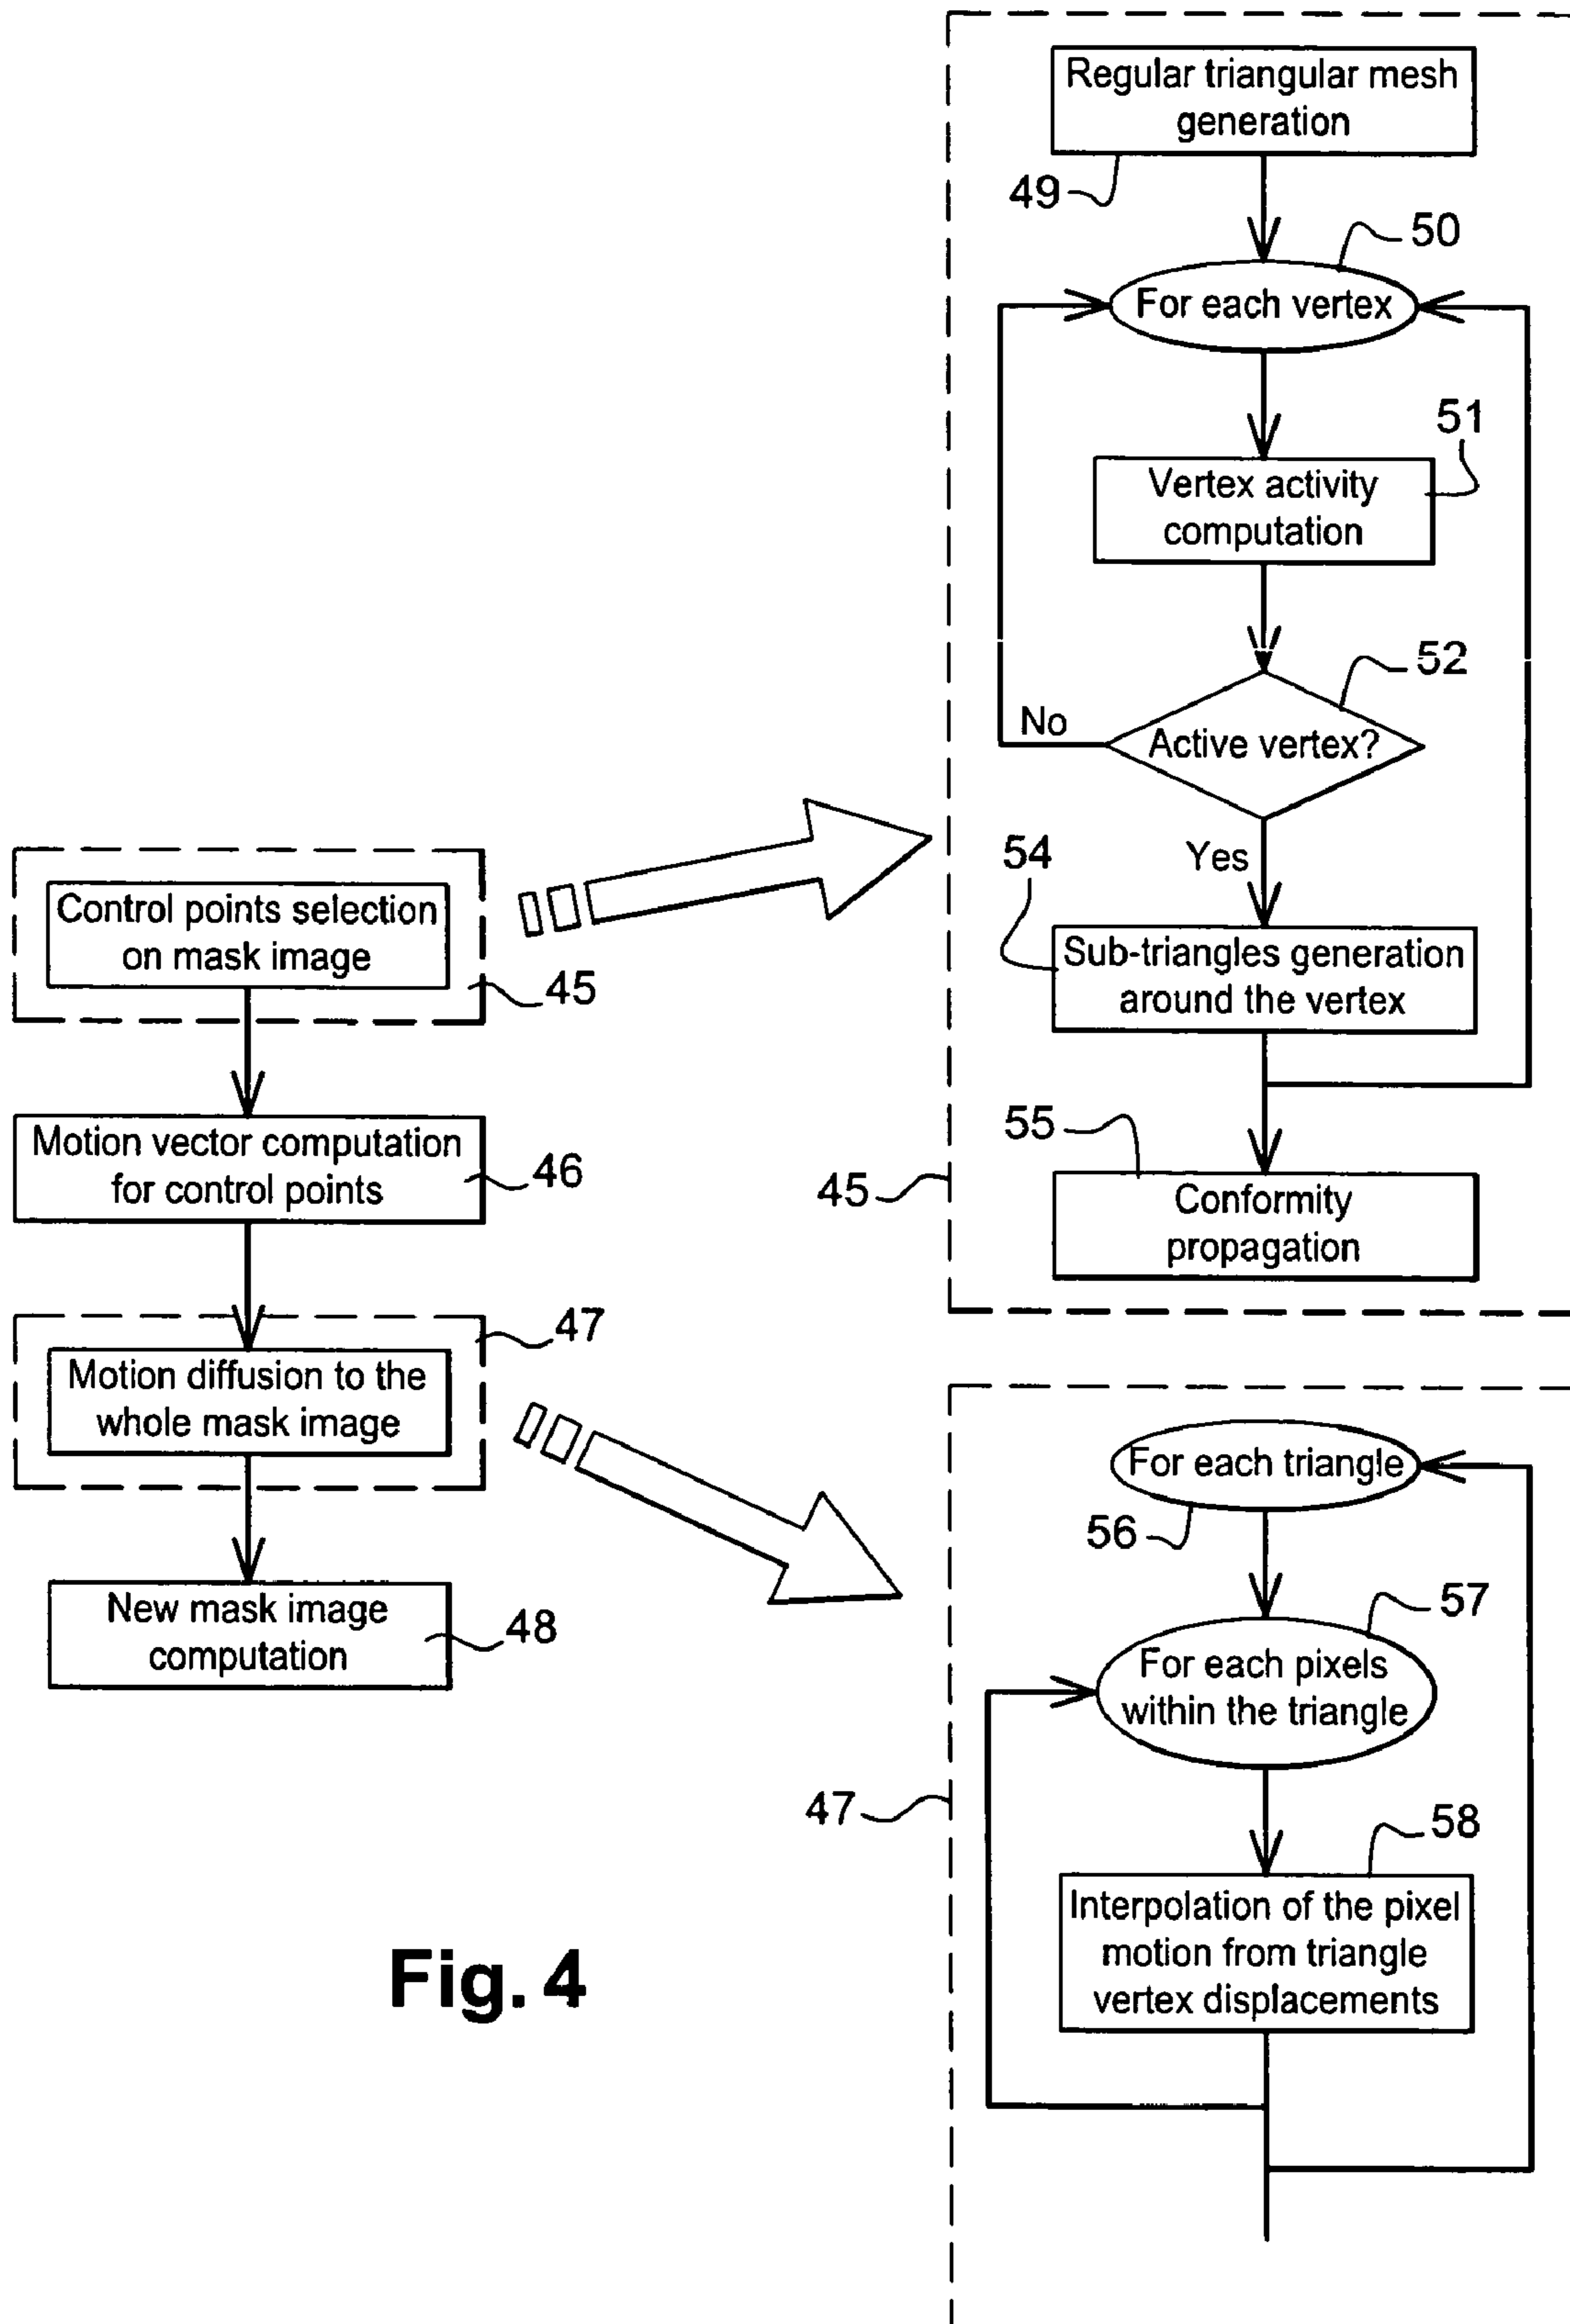 Control points selection
on mask image
45
Motion vector computation
for control points
46
47
Motion diffusion to the
whole mask image
New mask image
computation
48
Fig. 4
Regular triangular mesh
generation
49
50
For each vertex
51
Vertex activity
computation
52
No
Active vertex?
Yes
54
Sub-triangles generation
around the vertex
55
45
Conformity
propagation
For each triangle
56
57
For each pixels
within the triangle
47
58
Interpolation of the pixel
motion from triangle
vertex displacements